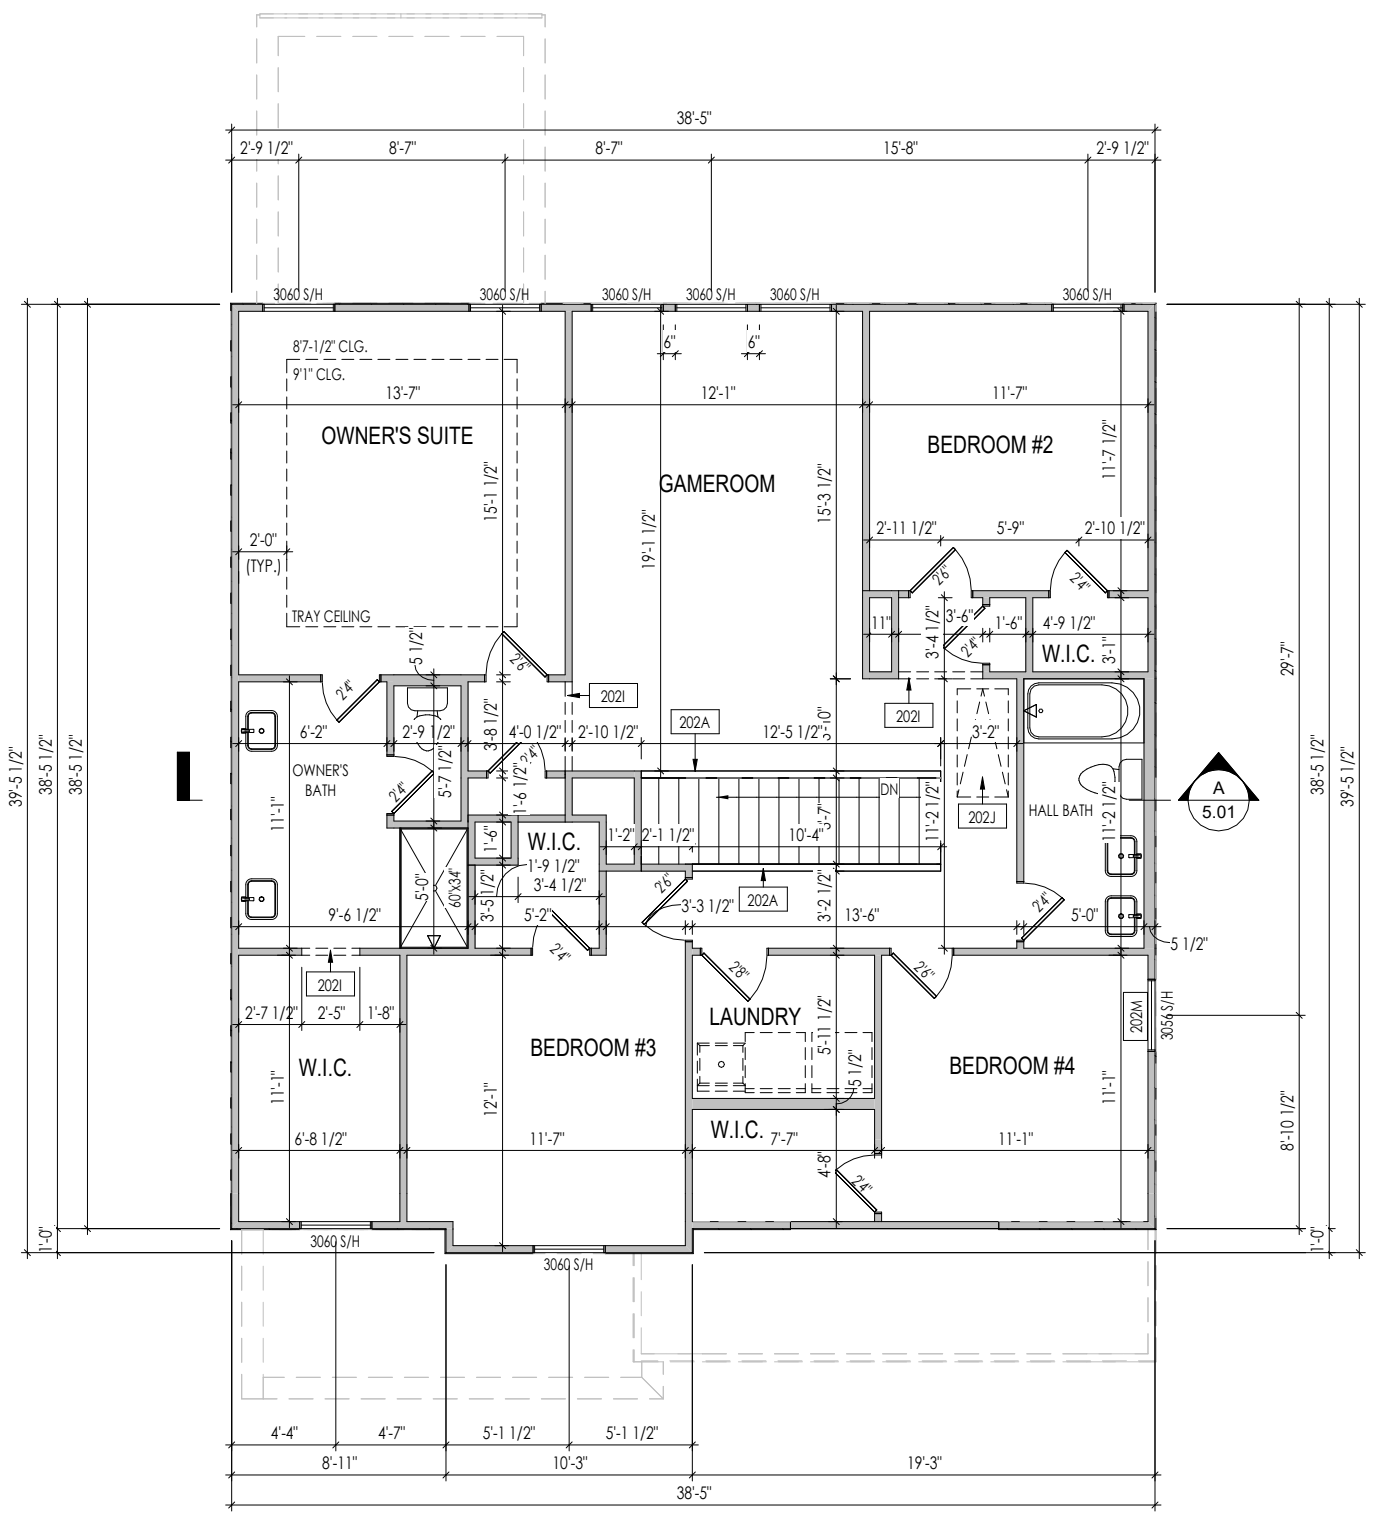 38'-5"
2'-9 1/2" 8'-7" 8'-7" 15'-8" 2'-9 1/2"
3060 S/H 3060 S/H 3060 S/H 3060 S/H 3060 S/H 3060 S/H
6" 6"
8'7-1/2" CLG.
9'1" CLG.
13'-7" 12'-1" 11'-7"
OWNER'S SUITE
BEDROOM #2
GAMEROOM
11'-7 1/2"
15'-1 1/2"
15'-3 1/2"
19'-1 1/2"
2'-11 1/2" 5'-9" 2'-10 1/2"
2'-0"
(TYP.)
2'6"
2'4"
TRAY CEILING
11"
3'-4 1/2"
3'-6"
1'-6"
4'-9 1/2"
2'4"
W.I.C.
3'-1"
5 1/2"
2'6"
29'-7"
2'4"
202I
202I
202A
6'-2" 2'-9 1/2" 4'-0 1/2" 2'-10 1/2" 12'-5 1/2" 3'-2"
3'-8 1/2"
3'-10"
2'4"
39'-5 1/2"
38'-5 1/2"
38'-5 1/2"
38'-5 1/2"
39'-5 1/2"
OWNER'S
BATH
2'4"
5'-7 1/2"
1'-6 1/2"
DN
A
5.01
202J
HALL BATH
11'-1"
11'-2 1/2"
11'-2 1/2"
3'-7"
1'-6"
W.I.C.
1'-2"
2'-1 1/2"
10'-4"
1'-9 1/2"
3'-4 1/2"
5'-0"
60"x34"
3'-5 1/2"
2'6"
3'-3 1/2"
202A
3'-2 1/2"
2'4"
9'-6 1/2" 5'-2" 13'-6" 5'-0"
5 1/2"
2'4"
202I
2'8"
2'6"
2'-7 1/2" 2'-5" 1'-8"
LAUNDRY
5'-11 1/2"
202M
3056 S/H
BEDROOM #3
BEDROOM #4
W.I.C.
5 1/2"
11'-1"
12'-1"
11'-1"
8'-10 1/2"
W.I.C.
6'-8 1/2" 11'-7" 7'-7" 11'-1"
4'-8"
2'4"
1'-0"
1'-0"
3060 S/H
3060 S/H
4'-4" 4'-7" 5'-1 1/2" 5'-1 1/2"
8'-11" 10'-3" 19'-3"
38'-5"